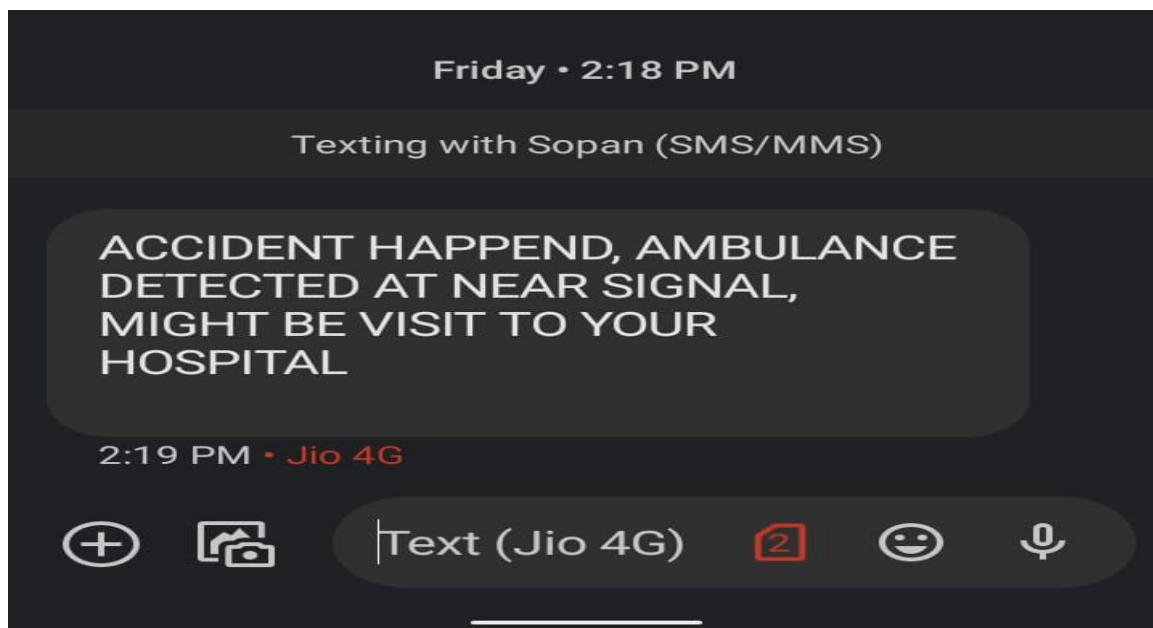 Friday • 2:18 PM
Texting with Sopan (SMS/MMS)
ACCIDENT HAPPEND, AMBULANCE
DETECTED AT NEAR SIGNAL,
MIGHT BE VISIT TO YOUR
HOSPITAL
2:19 PM • Jio 4G
Text (Jio 4G) 2